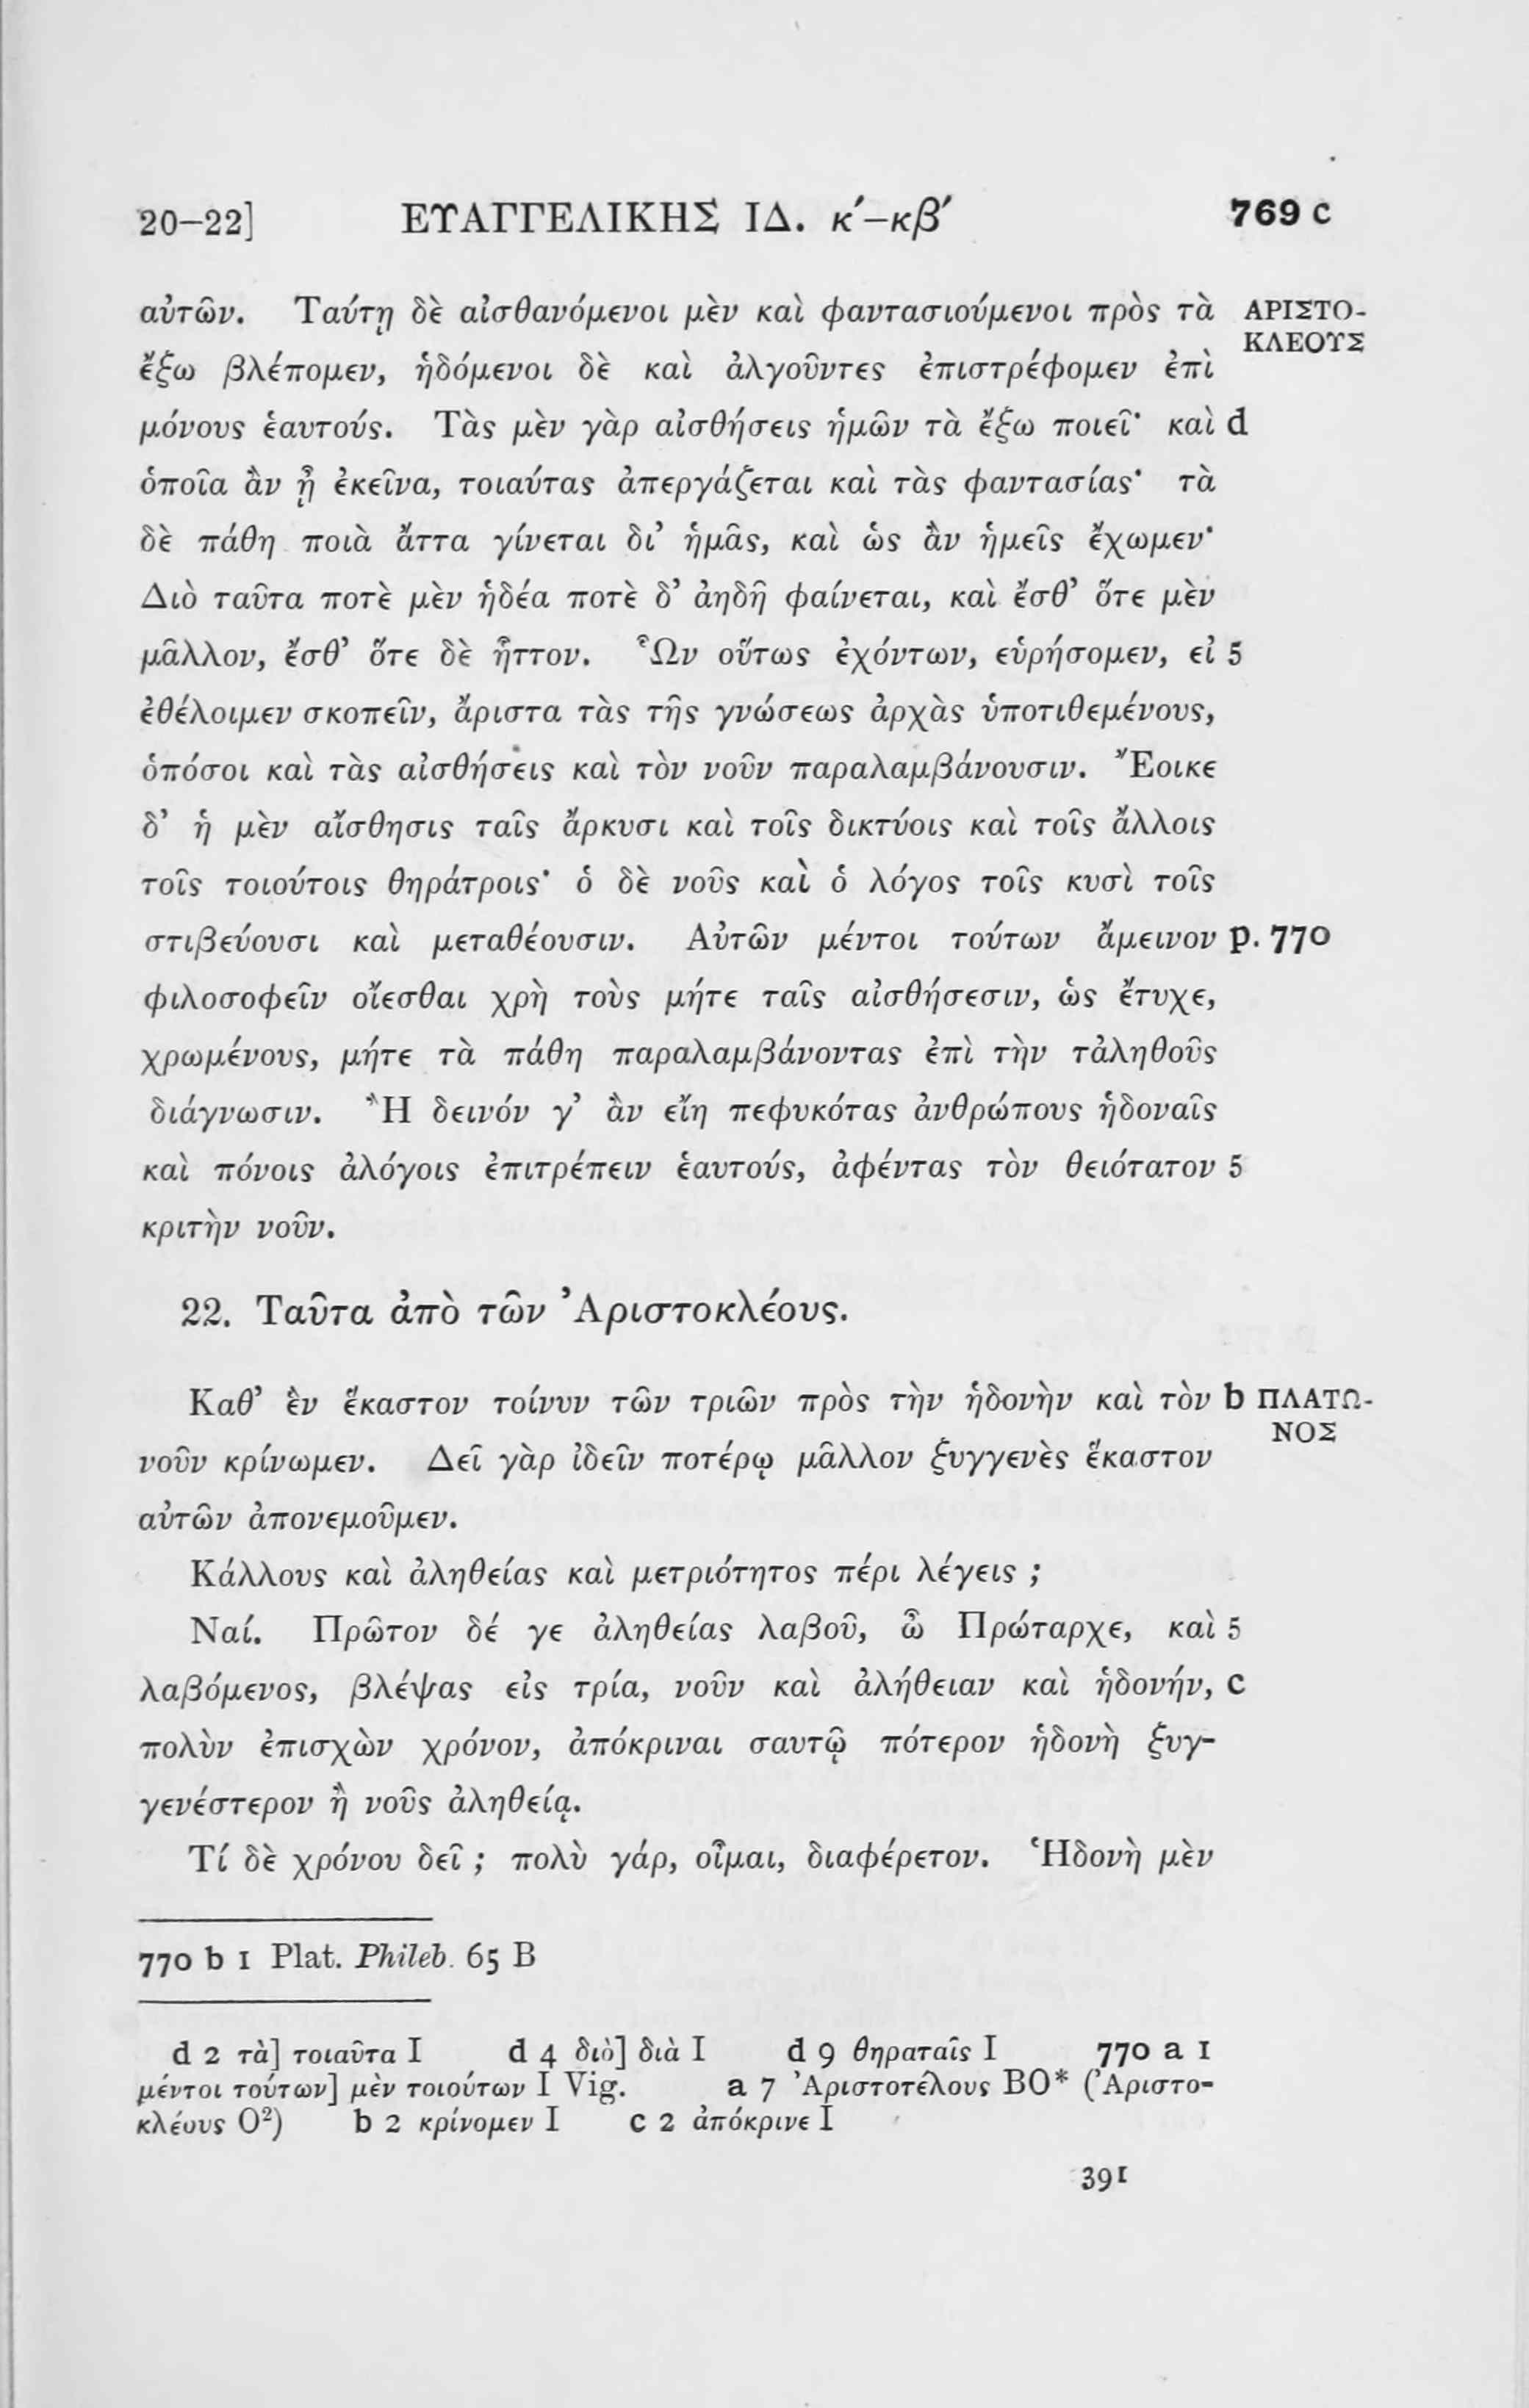 20–22] ΕΥΑΓΓΕΛΙΚΗΣ ΙΔ. κ′–κβ′ 769 c
αὐτῶν. Ταύτῃ δὲ αἰσθανόμενοι μὲν καὶ φαντασιούμενοι πρὸς τὰ ΑΡΙΣΤΟ-
ΚΛΕΟΥΣ
ἔξω βλέπομεν, ἡδόμενοι δὲ καὶ ἀλγοῦντες ἐπιστρέφομεν ἐπὶ
μόνους ἑαυτούς. Τὰς μὲν γὰρ αἰσθήσεις ἡμῶν τὰ ἔξω ποιεῖ· καὶ d
ὁποῖα ἂν ᾖ ἐκεῖνα, τοιαύτας ἀπεργάζεται καὶ τὰς φαντασίας· τὰ
δὲ πάθη ποιὰ ἄττα γίνεται δι’ ἡμᾶς, καὶ ὡς ἂν ἡμεῖς ἔχωμεν·
Διὸ ταῦτα ποτὲ μὲν ἡδέα ποτὲ δ’ ἀηδῆ φαίνεται, καὶ ἔσθ’ ὅτε μὲν
μᾶλλον, ἔσθ’ ὅτε δὲ ἧττον. Ὧν οὕτως ἐχόντων, εὑρήσομεν, εἰ 5
ἐθέλοιμεν σκοπεῖν, ἄριστα τὰς τῆς γνώσεως ἀρχὰς ὑποτιθεμένους,
ὁπόσοι καὶ τὰς αἰσθήσεις καὶ τὸν νοῦν παραλαμβάνουσιν. Ἔοικε
δ’ ἡ μὲν αἴσθησις ταῖς ἄρκυσι καὶ τοῖς δικτύοις καὶ τοῖς ἄλλοις
τοῖς τοιούτοις θηράτροις· ὁ δὲ νοῦς καὶ ὁ λόγος τοῖς κυσὶ τοῖς
στιβεύουσι καὶ μεταθέουσιν. Αὐτῶν μέντοι τούτων ἄμεινον p. 770
φιλοσοφεῖν οἴεσθαι χρὴ τοὺς μήτε ταῖς αἰσθήσεσιν, ὡς ἔτυχε,
χρωμένους, μήτε τὰ πάθη παραλαμβάνοντας ἐπὶ τὴν τἀληθοῦς
διάγνωσιν. Ἢ δεινόν γ’ ἂν εἴη πεφυκότας ἀνθρώπους ἡδοναῖς
καὶ πόνοις ἀλόγοις ἐπιτρέπειν ἑαυτούς, ἀφέντας τὸν θειότατον 5
κριτὴν νοῦν.
22. Ταῦτα ἀπὸ τῶν Ἀριστοκλέους.
Καθ’ ἓν ἕκαστον τοίνυν τῶν τριῶν πρὸς τὴν ἡδονὴν καὶ τὸν b ΠΛΑΤΩ-
ΝΟΣ
νοῦν κρίνωμεν. Δεῖ γὰρ ἰδεῖν ποτέρῳ μᾶλλον ξυγγενὲς ἕκαστον
αὐτῶν ἀπονεμοῦμεν.
Κάλλους καὶ ἀληθείας καὶ μετριότητος πέρι λέγεις ;
Ναί. Πρῶτον δέ γε ἀληθείας λαβοῦ, ὦ Πρώταρχε, καὶ 5
λαβόμενος, βλέψας εἰς τρία, νοῦν καὶ ἀλήθειαν καὶ ἡδονήν, c
πολὺν ἐπισχὼν χρόνον, ἀπόκριναι σαυτῷ πότερον ἡδονὴ ξυγ-
γενέστερον ἢ νοῦς ἀληθείᾳ.
Τί δὲ χρόνου δεῖ ; πολὺ γάρ, οἶμαι, διαφέρετον. Ἡδονὴ μὲν
770 b 1 Plat. Phileb. 65 B
d 2 τὰ] τοιαῦτα I d 4 διὸ] διὰ I d 9 θηραταῖς I 770 a 1
μέντοι τούτων] μὲν τοιούτων I Vig. a 7 Ἀριστοτέλους BO* (Ἀριστο-
κλέους O²) b 2 κρίνομεν I c 2 ἀπόκρινε I
391